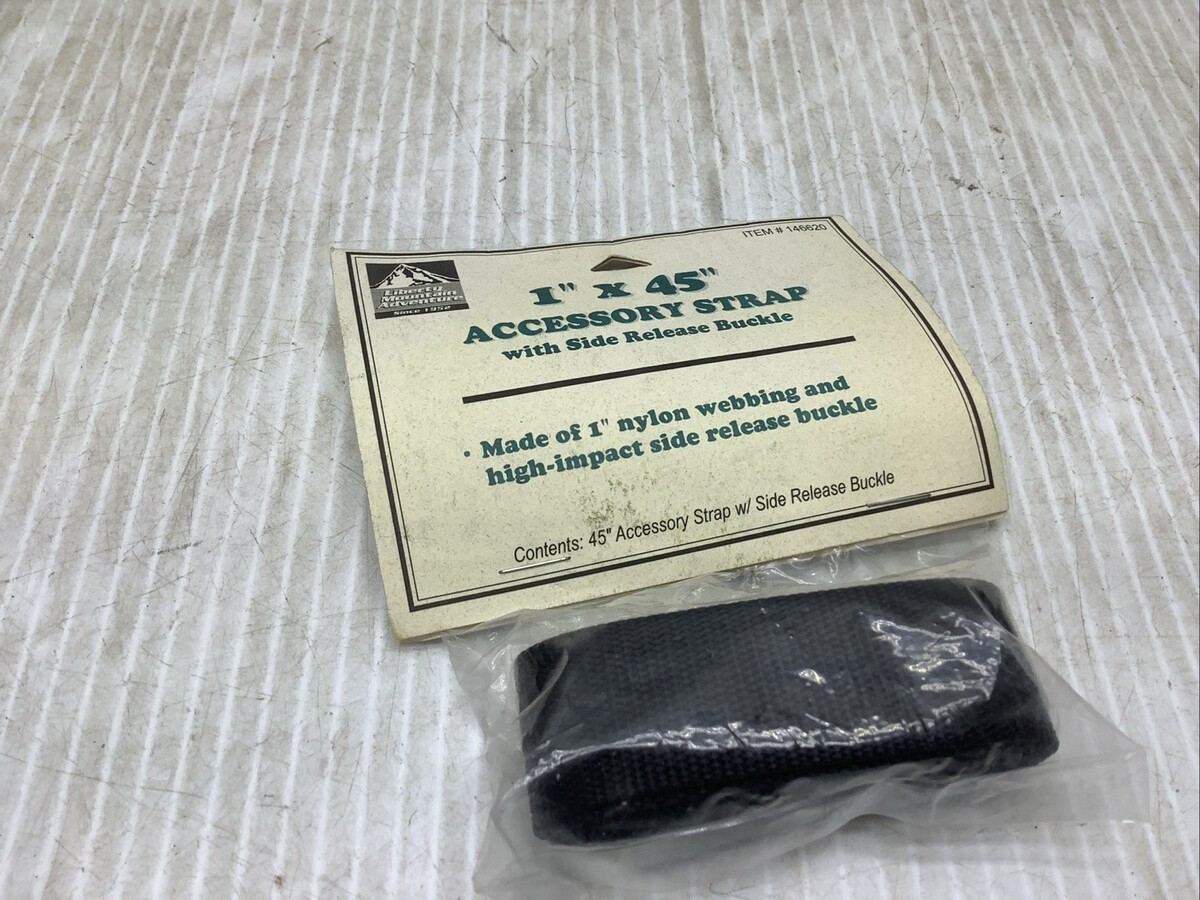 ITEM # 146620
Liberty
Mountain
Adventure
Since 1952
1" x 45"
ACCESSORY STRAP
with Side Release Buckle
· Made of 1" nylon webbing and
high-impact side release buckle
Contents: 45" Accessory Strap w/ Side Release Buckle